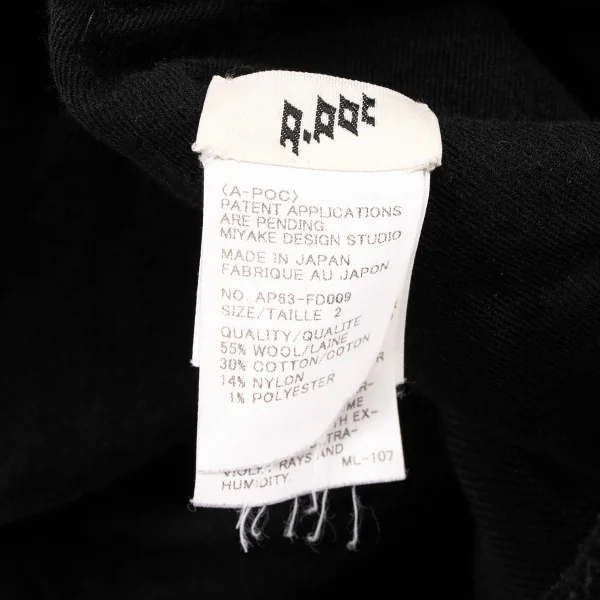 a.poc
<A-POC>
PATENT APPLICATIONS
ARE PENDING.
MIYAKE DESIGN STUDIO
MADE IN JAPAN
FABRIQUE AU JAPON
NO. AP63-FD009
SIZE/TAILLE 2
QUALITY/QUALITE
55% WOOL/LAINE
30% COTTON/COTON
14% NYLON
1% POLYESTER
RAYS AND
HUMIDITY.
ML-107